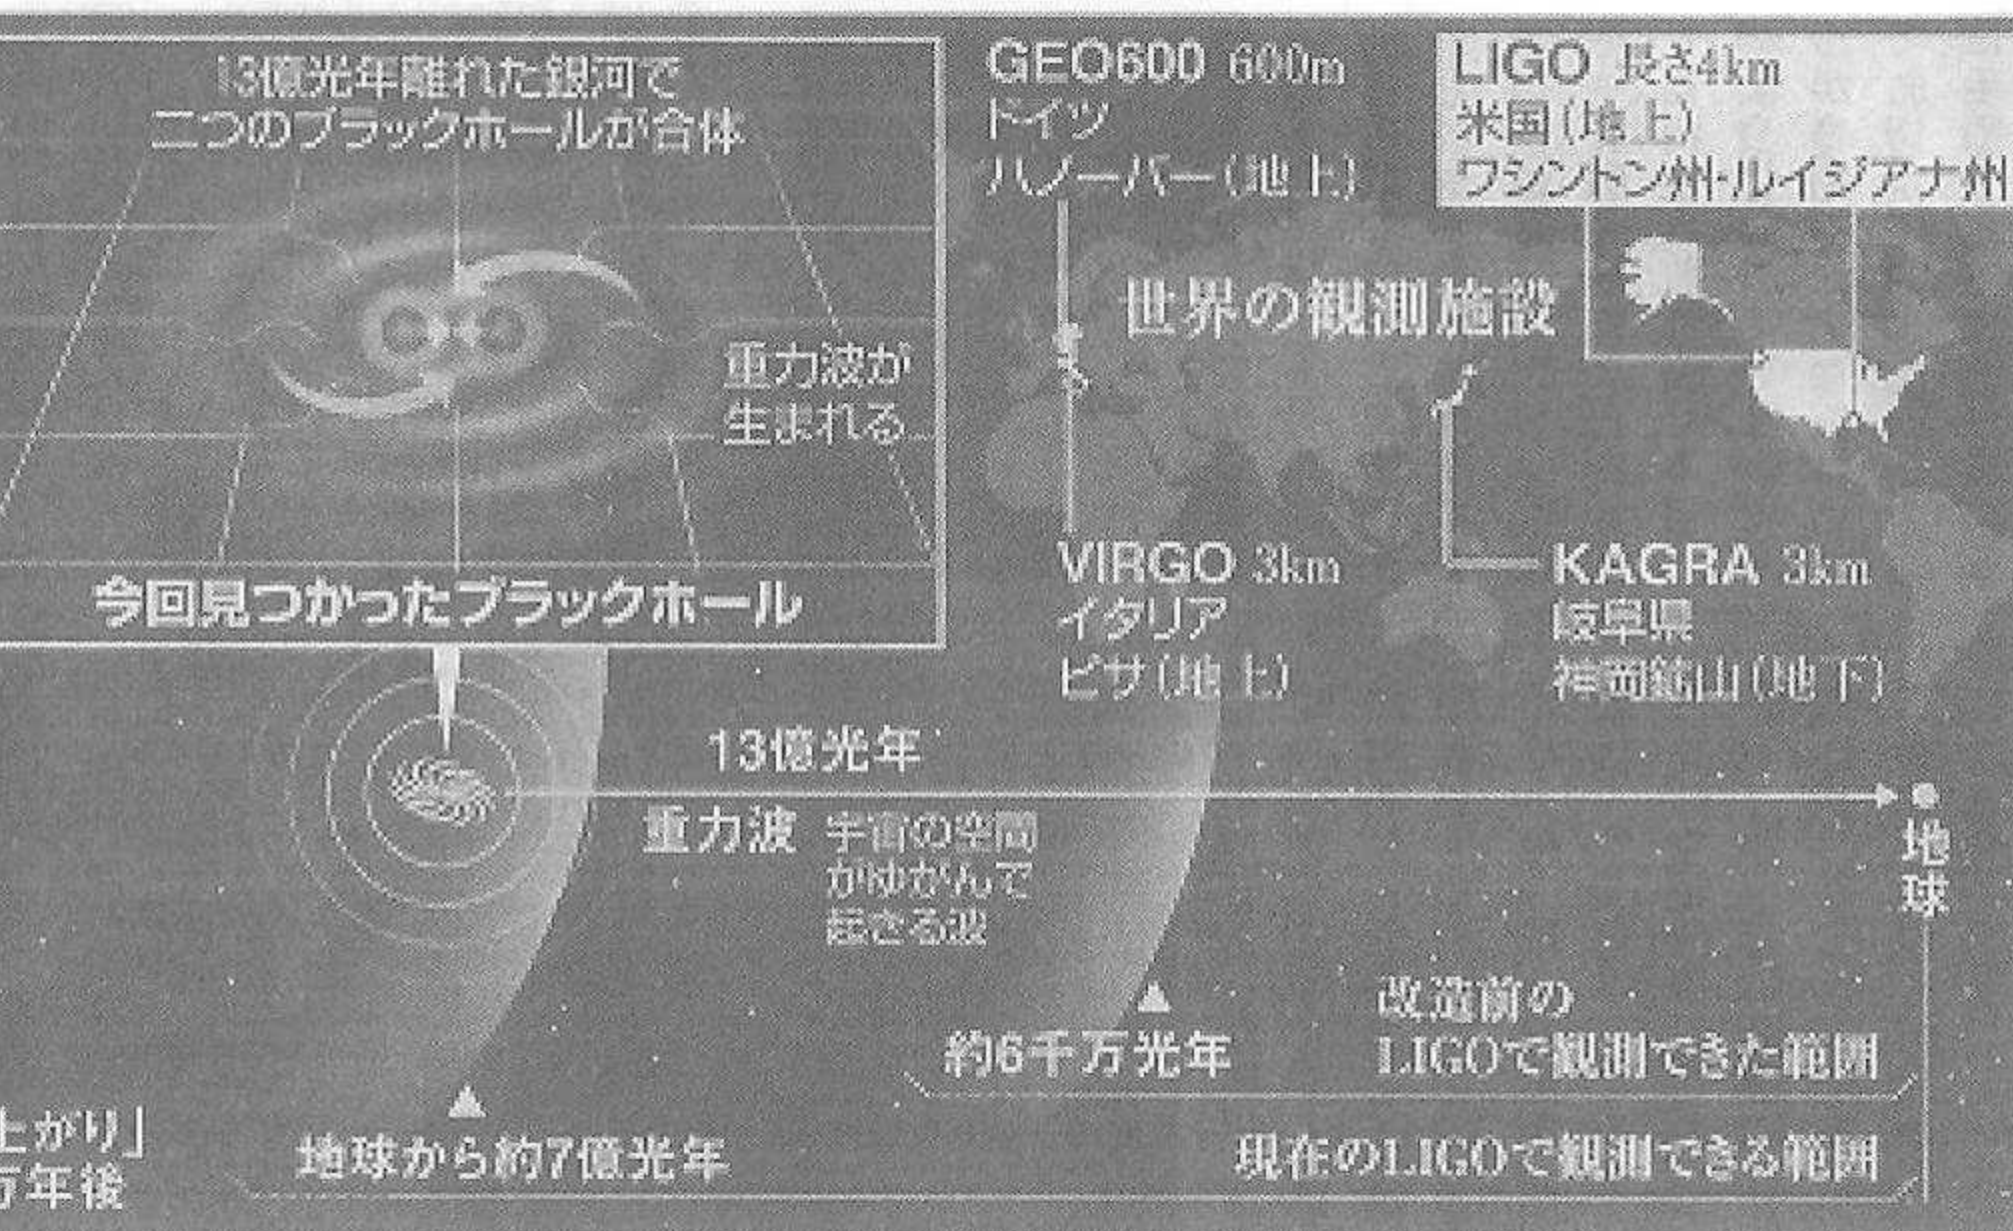 13億光年離れた銀河で
二つのブラックホールが合体
重力波が
生まれる
今回見つかったブラックホール
GEO600 600m
ドイツ
ハノーバー(地上)
LIGO 長さ4km
米国(地上)
ワシントン州・ルイジアナ州
世界の観測施設
VIRGO 3km
イタリア
ピサ(地上)
KAGRA 3km
岐阜県
神岡鉱山(地下)
13億光年
重力波 宇宙の空間
がゆがんで
起きる波
地球
約6千万光年
改造前の
LIGOで観測できた範囲
上がり」
万年後
地球から約7億光年
現在のLIGOで観測できる範囲